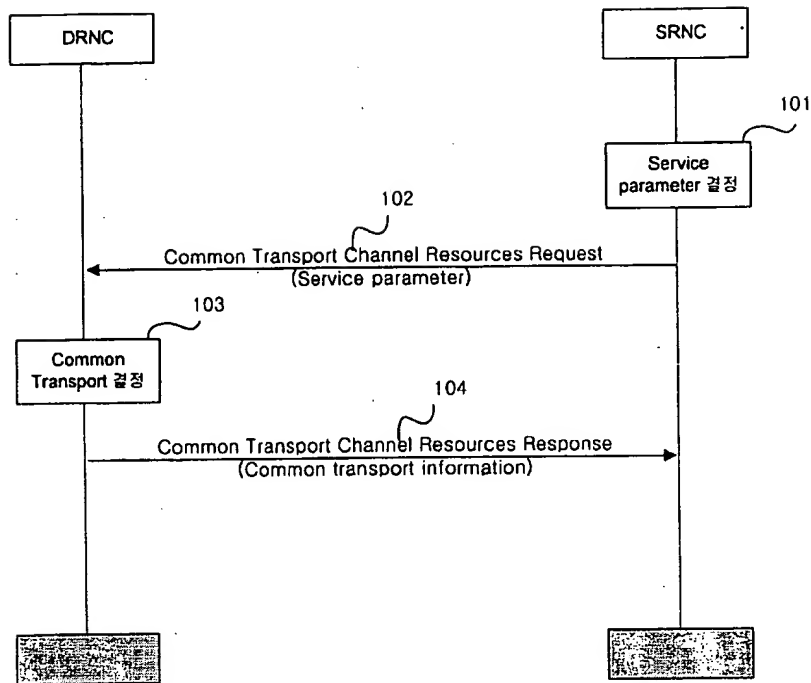 DRNC
SRNC
101
Service
parameter 결정
102
Common Transport Channel Resources Request
(Service parameter)
103
Common
Transport 결정
104
Common Transport Channel Resources Response
(Common transport information)